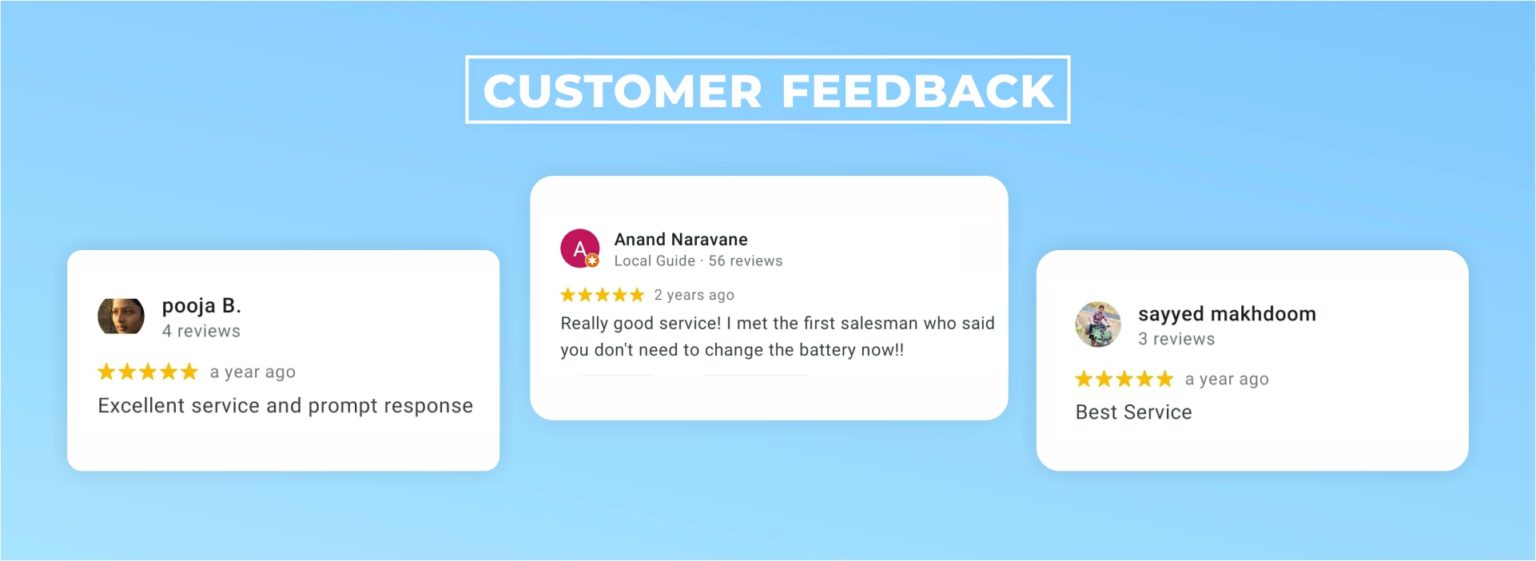 CUSTOMER FEEDBACK
pooja B.
4 reviews
a year ago
Excellent service and prompt response
A
Anand Naravane
Local Guide · 56 reviews
2 years ago
Really good service! I met the first salesman who said
you don't need to change the battery now!!
sayyed makhdoom
3 reviews
a year ago
Best Service